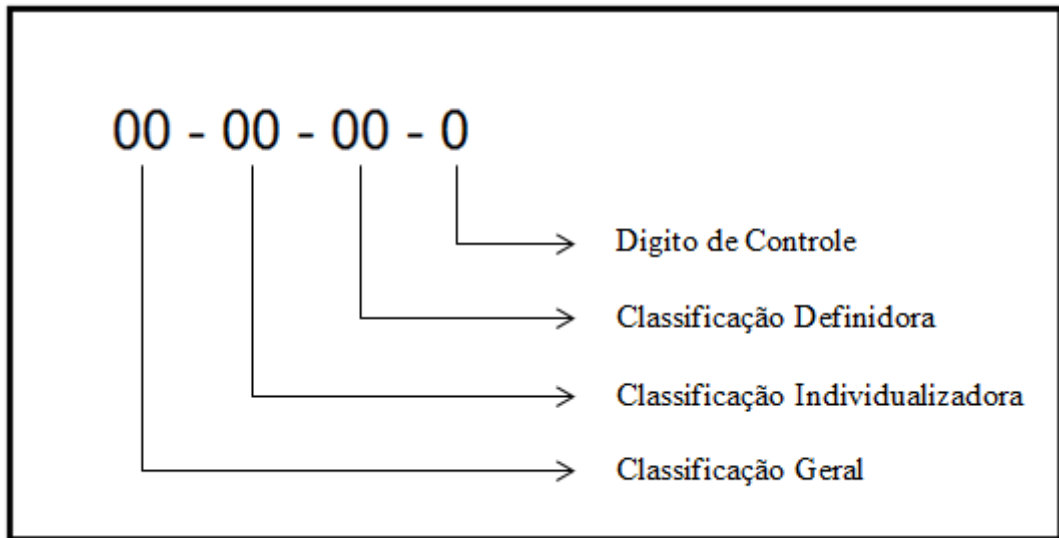 00 - 00 - 00 - 0
Digito de Controle
Classificação Definidora
Classificação Individualizadora
Classificação Geral